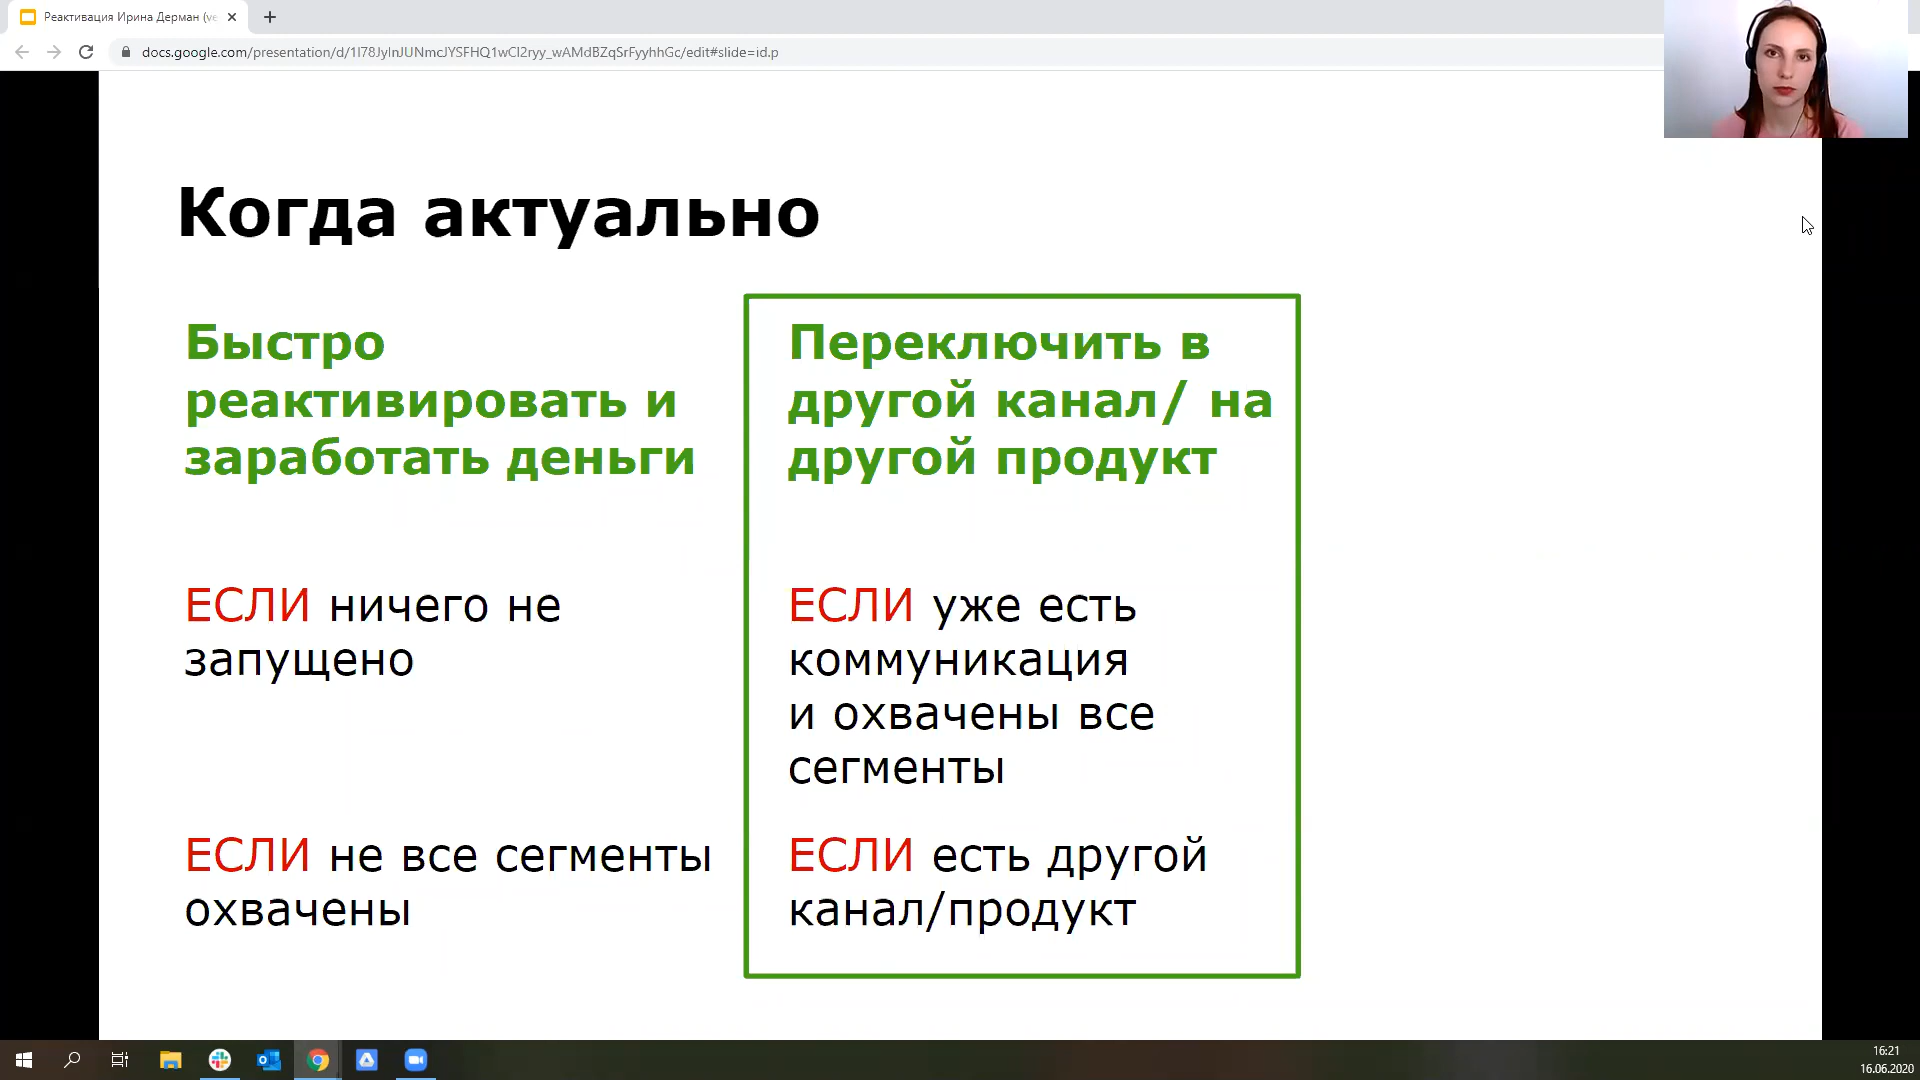 Реактивация Ирина Дерман (ve
docs.google.com/presentation/d/1I78JyInJUNmcJYSFHQ1wCl2ryy_wAMdBZqSrFyyhhGc/edit#slide=id.p
Когда актуально
Быстро
реактивировать и
заработать деньги
ЕСЛИ ничего не
запущено
ЕСЛИ не все сегменты
охвачены
Переключить в
другой канал/ на
другой продукт
ЕСЛИ уже есть
коммуникация
и охвачены все
сегменты
ЕСЛИ есть другой
канал/продукт
16:21
16.06.2020